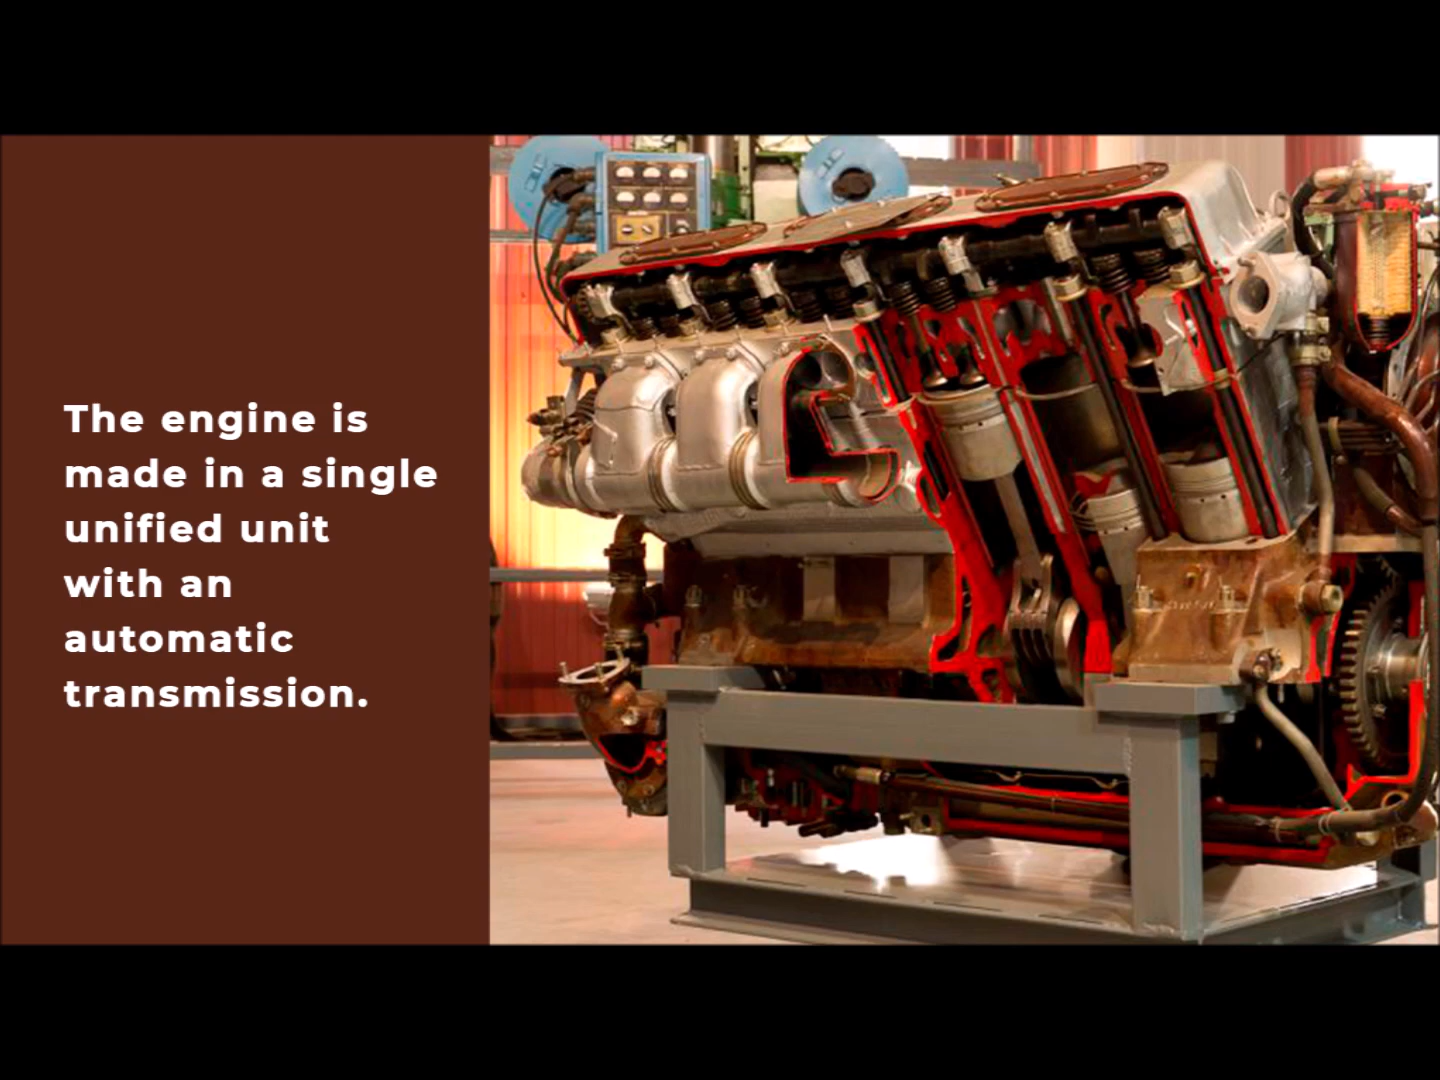 The engine is
made in a single
unified unit
with an
automatic
transmission.